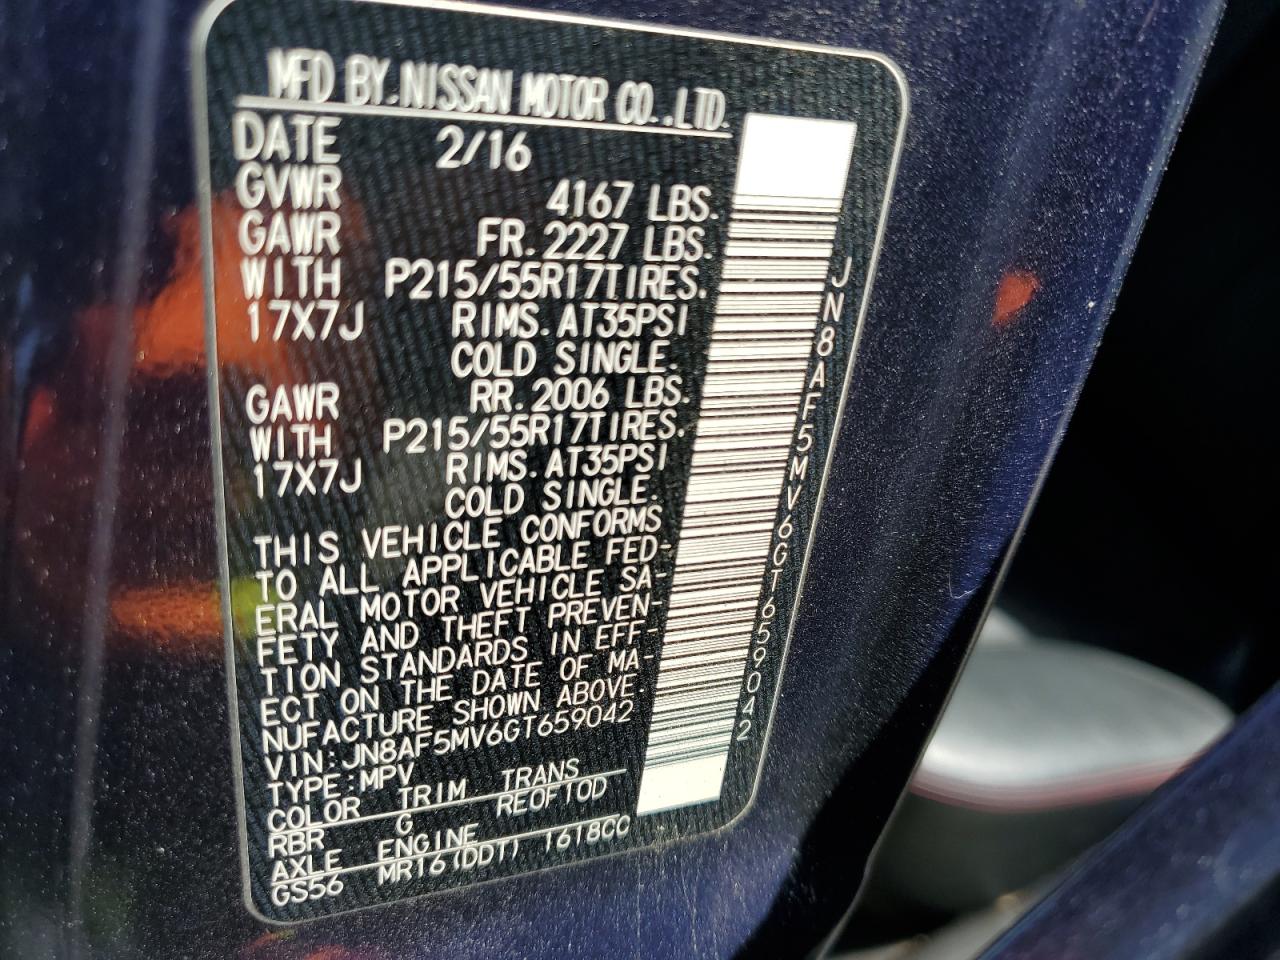 MFD BY.NISSAN MOTOR CO.,LTD.
DATE 2/16
GVWR 4167 LBS.
GAWR FR.2227 LBS.
WITH P215/55R17TIRES.
17X7J RIMS.AT35PSI
COLD SINGLE.
GAWR RR.2006 LBS.
WITH P215/55R17TIRES.
17X7J RIMS.AT35PSI
COLD SINGLE.
THIS VEHICLE CONFORMS
TO ALL APPLICABLE FED-
ERAL MOTOR VEHICLE SA-
FETY AND THEFT PREVEN-
TION STANDARDS IN EFF-
ECT ON THE DATE OF MA-
NUFACTURE SHOWN ABOVE.
VIN:JN8AF5MV6GT659042
TYPE:MPV
COLOR TRIM TRANS
RBR G RE0F10D
AXLE ENGINE
GS56 MR16(DDT) 1618CC
JN8AF5MV6GT659042